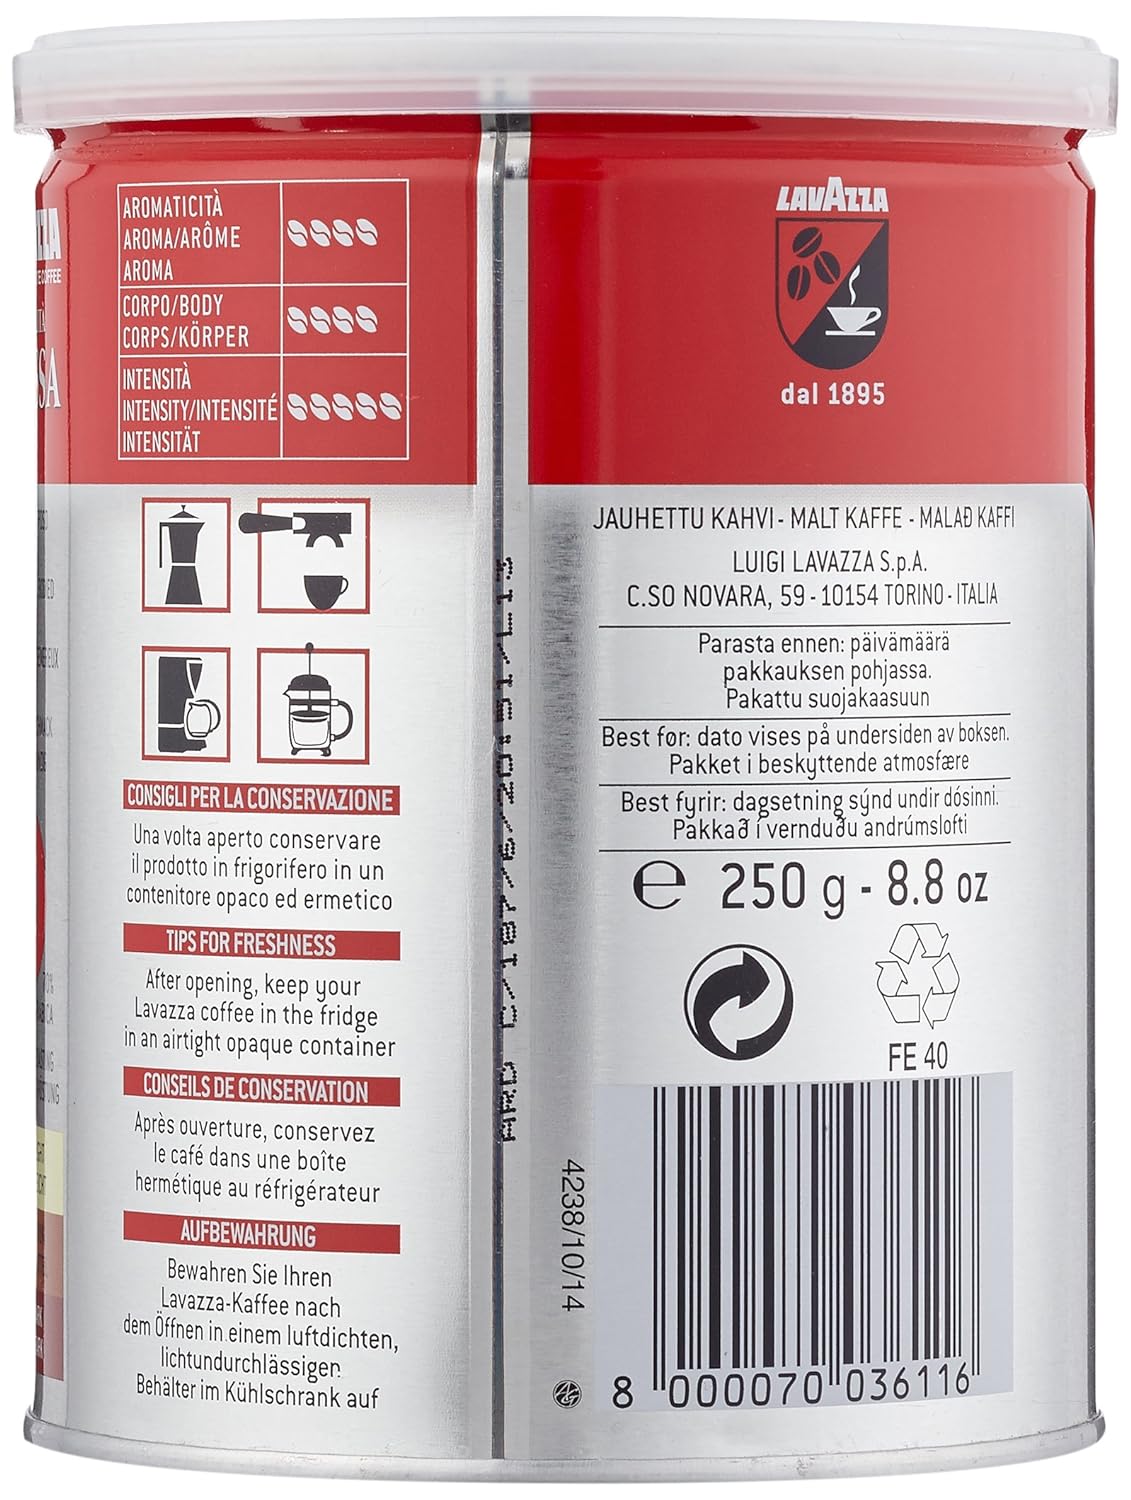 AROMATICITÀ
AROMA/ARÔME
AROMA
CORPO/BODY
CORPS/KÖRPER
INTENSITÀ
INTENSITY/INTENSITÉ
INTENSITÄT
CONSIGLI PER LA CONSERVAZIONE
Una volta aperto conservare
il prodotto in frigorifero in un
contenitore opaco ed ermetico
TIPS FOR FRESHNESS
After opening, keep your
Lavazza coffee in the fridge
in an airtight opaque container
CONSEILS DE CONSERVATION
Après ouverture, conservez
le café dans une boîte
hermétique au réfrigérateur
AUFBEWAHRUNG
Bewahren Sie Ihren
Lavazza-Kaffee nach
dem Öffnen in einem luftdichten,
lichtundurchlässigen
Behälter im Kühlschrank auf
4238/10/14
LAVAZZA
dal 1895
JAUHETTU KAHVI - MALT KAFFE - MALAÐ KAFFI
LUIGI LAVAZZA S.p.A.
C.SO NOVARA, 59 - 10154 TORINO - ITALIA
Parasta ennen: päivämäärä
pakkauksen pohjassa.
Pakattu suojakaasuun
Best før: dato vises på undersiden av boksen.
Pakket i beskyttende atmosfære
Best fyrir: dagsetning sýnd undir dósinni.
Pakkað í vernduðu andrúmslofti
℮ 250 g - 8.8 oz
FE 40
8 000070 036116